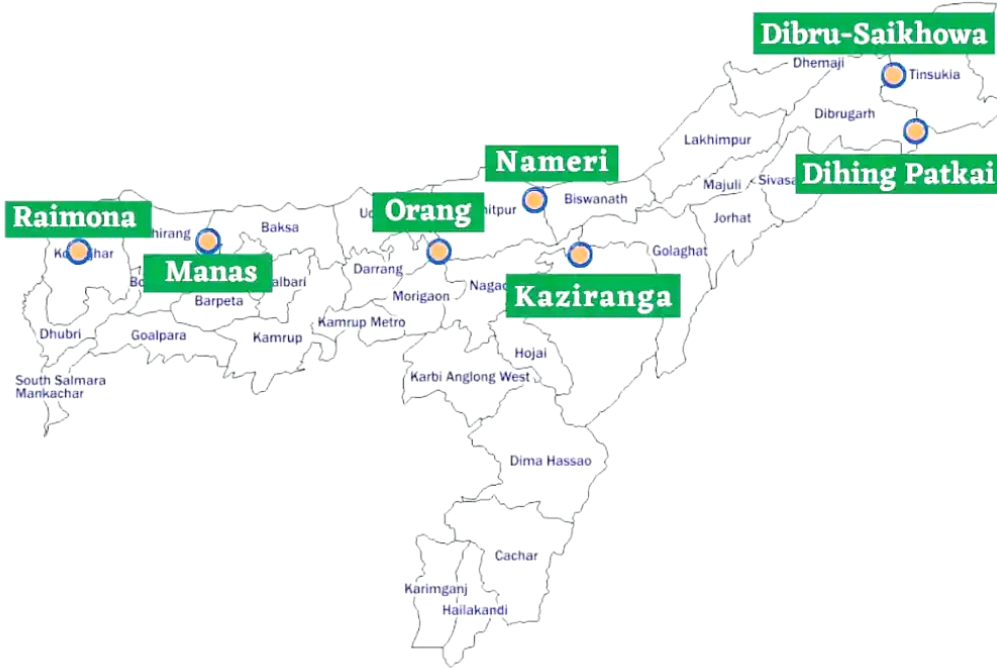 Dibru-Saikhowa
Dhemaji
Tinsukia
Dibrugarh
Lakhimpur
Nameri
Dihing Patkai
Majuli
Biswanath
Raimona
Orang
Jorhat
Baksa
Golaghat
Darrang
Manas
Kaziranga
Morigaon
Barpeta
Kamrup Metro
Dhubri
Goalpara
Kamrup
Hojai
South Salmara
Mankachar
Karbi Anglong West
Dima Hassao
Cachar
Karimganj
Hailakandi